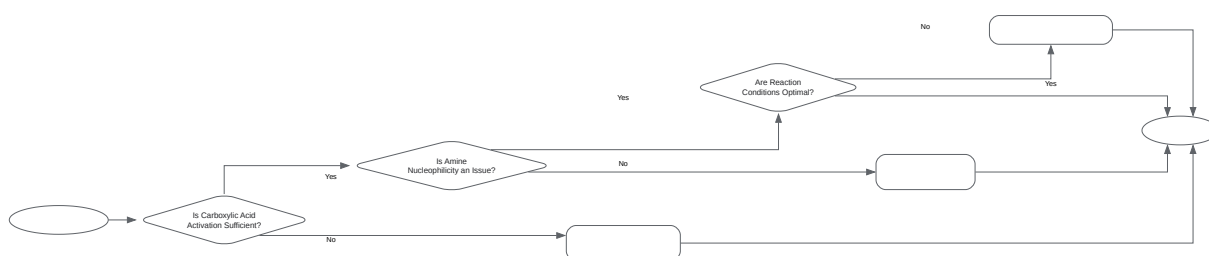 No
Are Reaction
Conditions Optimal?
Yes
Yes
Is Amine
Nucleophilicity an Issue?
No
Yes
Is Carboxylic Acid
Activation Sufficient?
No